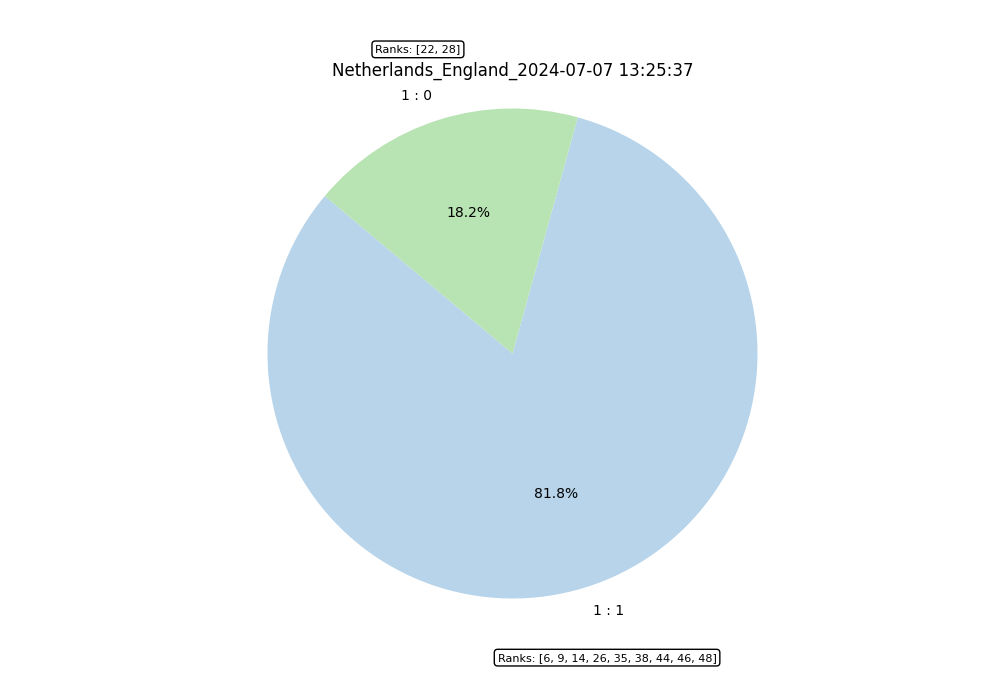 Ranks: [22, 28]
Netherlands_England_2024-07-07 13:25:37
1 : 0
18.2%
81.8%
1 : 1
Ranks: [6, 9, 14, 26, 35, 38, 44, 46, 48]